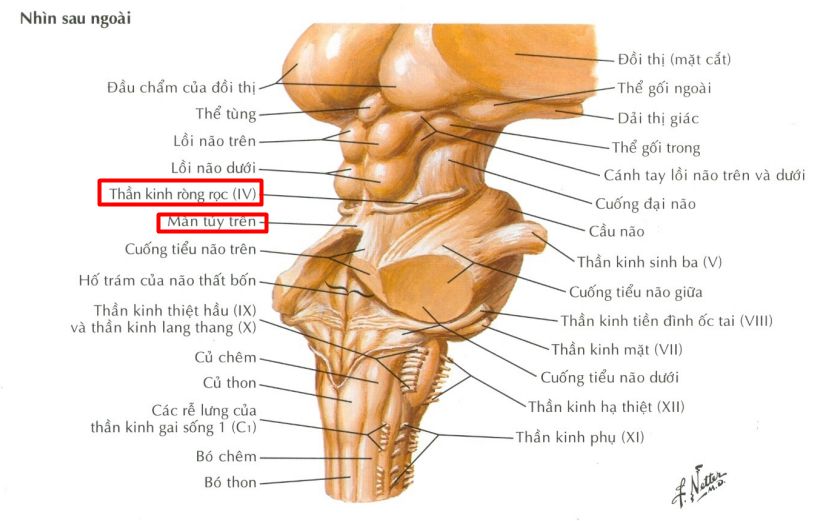 Nhìn sau ngoài
Đầu chẩm của đồi thị
Thể tùng
Lồi não trên
Lồi não dưới
Thần kinh ròng rọc (IV)
Màn tủy trên
Cuống tiểu não trên
Hố trám của não thất bốn
Thần kinh thiệt hầu (IX)
và thần kinh lang thang (X)
Củ chêm
Củ thon
Các rễ lưng của
thần kinh gai sống 1 (C1)
Bó chêm
Bó thon
Đồi thị (mặt cắt)
Thể gối ngoài
Dải thị giác
Thể gối trong
Cánh tay lồi não trên và dưới
Cuống đại não
Cầu não
Thần kinh sinh ba (V)
Cuống tiểu não giữa
Thần kinh tiền đình ốc tai (VIII)
Thần kinh mặt (VII)
Cuống tiểu não dưới
Thần kinh hạ thiệt (XII)
Thần kinh phụ (XI)
F. Netter
M.D.